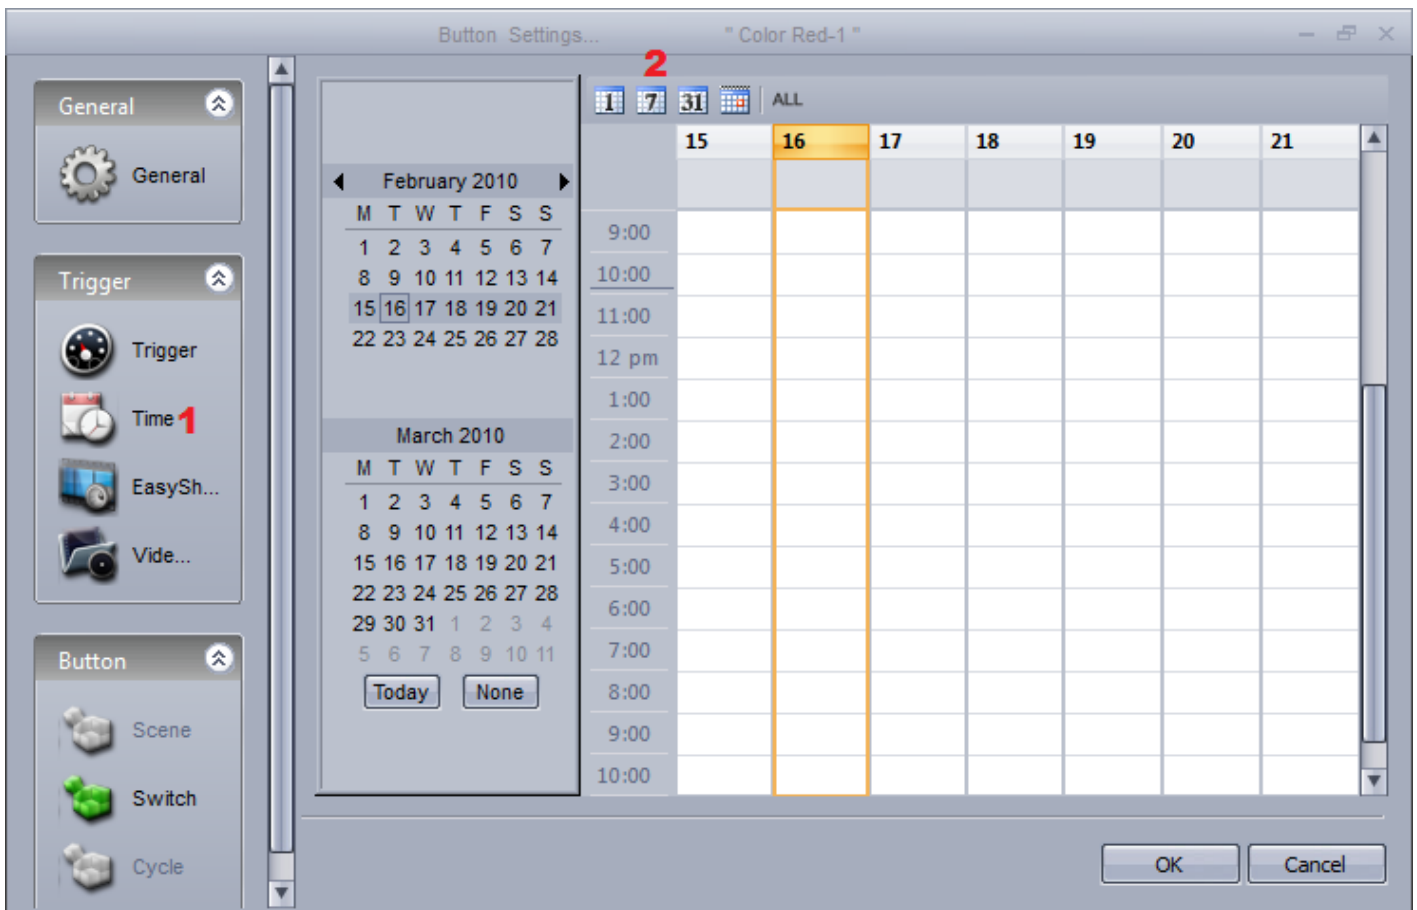 Button Settings... " Color Red-1 "
General
General
Trigger
Trigger
Time 1
EasySh...
Vide...
Button
Scene
Switch
Cycle
February 2010
M T W T F S S
1 2 3 4 5 6 7
8 9 10 11 12 13 14
15 16 17 18 19 20 21
22 23 24 25 26 27 28
March 2010
M T W T F S S
1 2 3 4 5 6 7
8 9 10 11 12 13 14
15 16 17 18 19 20 21
22 23 24 25 26 27 28
29 30 31 1 2 3 4
5 6 7 8 9 10 11
Today None
2
1 7 31 ALL
15 16 17 18 19 20 21
9:00
10:00
11:00
12 pm
1:00
2:00
3:00
4:00
5:00
6:00
7:00
8:00
9:00
10:00
OK Cancel